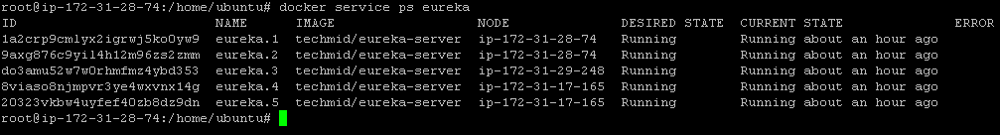 root@ip-172-31-28-74:/home/ubuntu# docker service ps eureka
ID NAME IMAGE NODE DESIRED STATE CURRENT STATE ERROR
1a2crp9cmlyx2igrwj5ko0yw9 eureka.1 techmid/eureka-server ip-172-31-28-74 Running Running about an hour ago
9axg876c9yil4h12m96zs2zmm eureka.2 techmid/eureka-server ip-172-31-28-74 Running Running about an hour ago
do3amu52w7w0rhmfmz4ybd353 eureka.3 techmid/eureka-server ip-172-31-29-248 Running Running about an hour ago
8viaso8njmpvr3ye4wxvnx14g eureka.4 techmid/eureka-server ip-172-31-17-165 Running Running about an hour ago
20323vkbw4uyfef40zb8dz9dn eureka.5 techmid/eureka-server ip-172-31-17-165 Running Running about an hour ago
root@ip-172-31-28-74:/home/ubuntu#